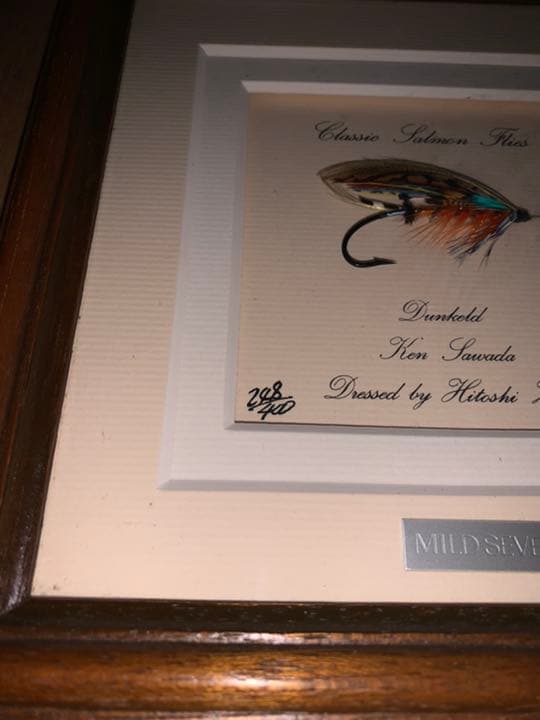 Classic Salmon Flies
Dunkeld
Ken Sawada
Dressed by Hitoshi
248/400
MILD SEVE